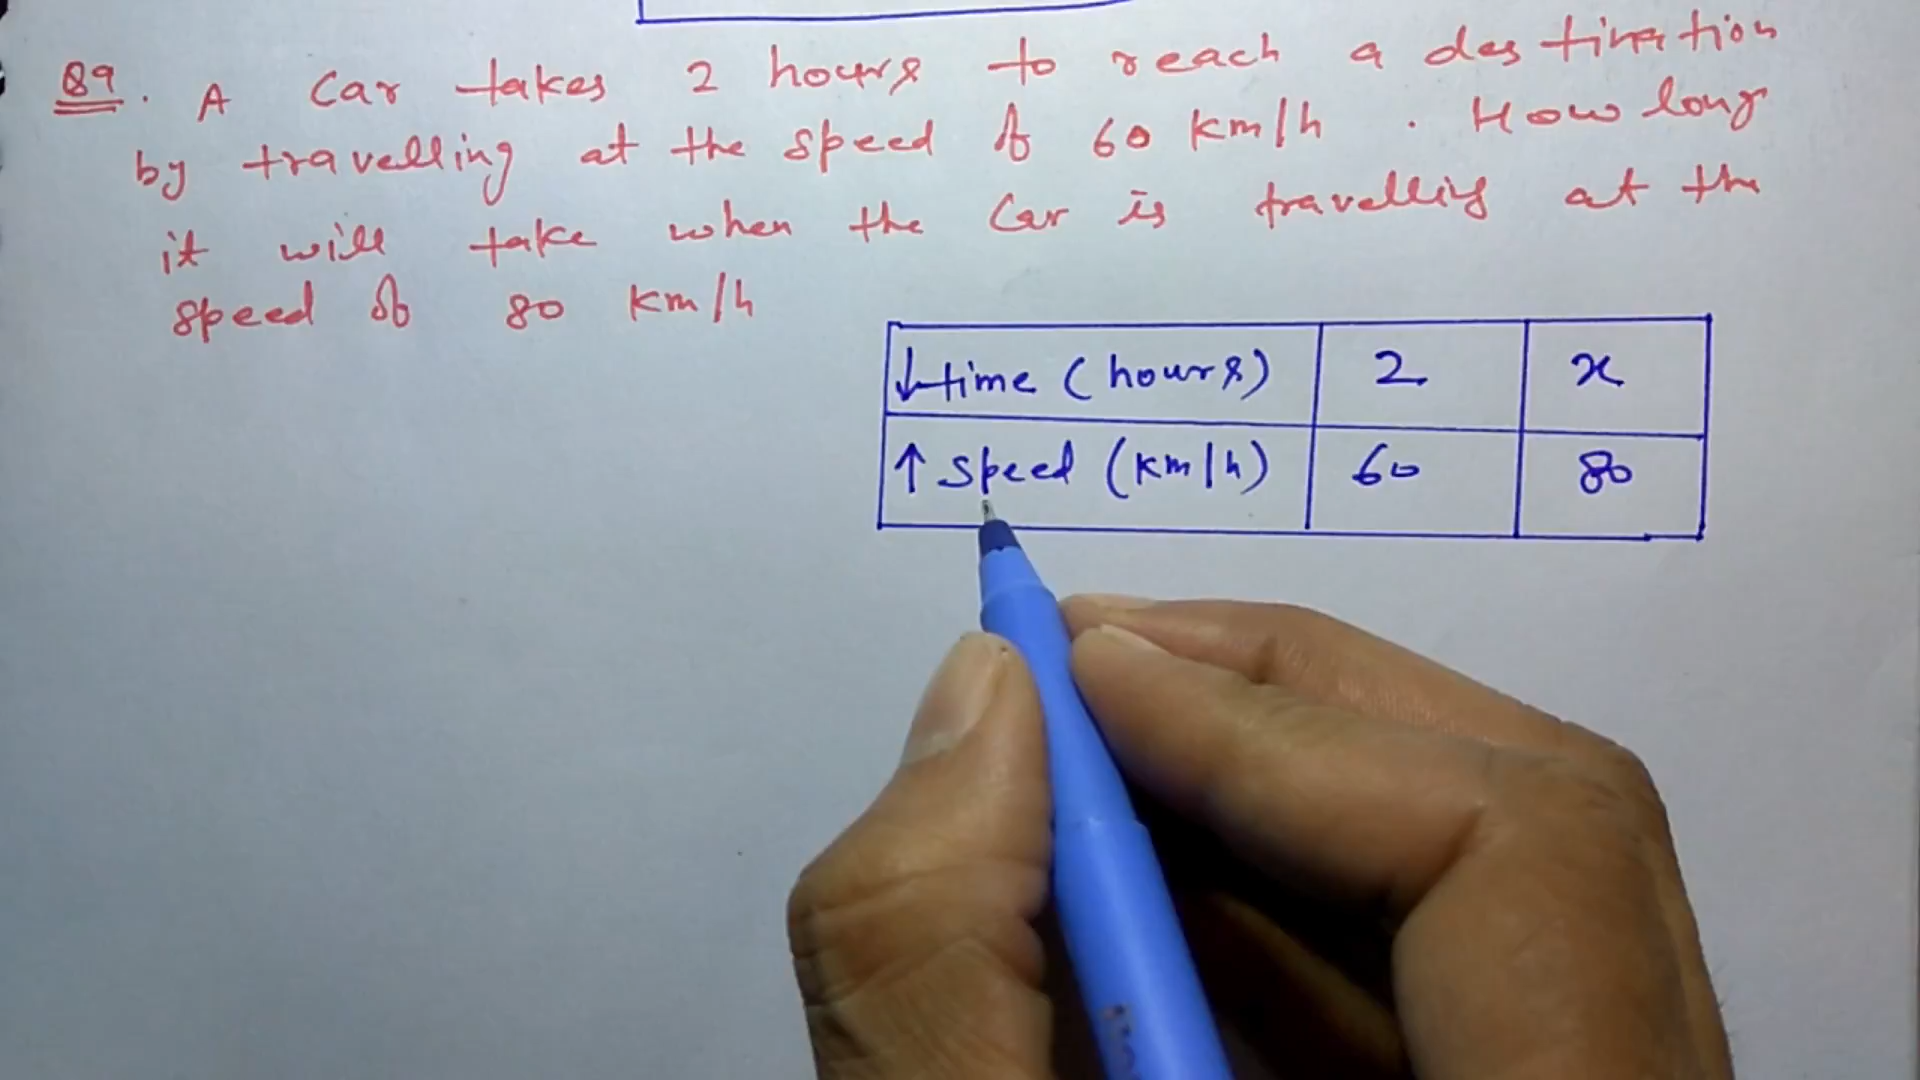 Q9. A Car takes 2 hours to reach a destination
by travelling at the speed of 60 km/h. How long
it will take when the Car is travelling at the
speed of 80 km/h
↓ time (hours) 2 x
↑ speed (km/h) 60 80